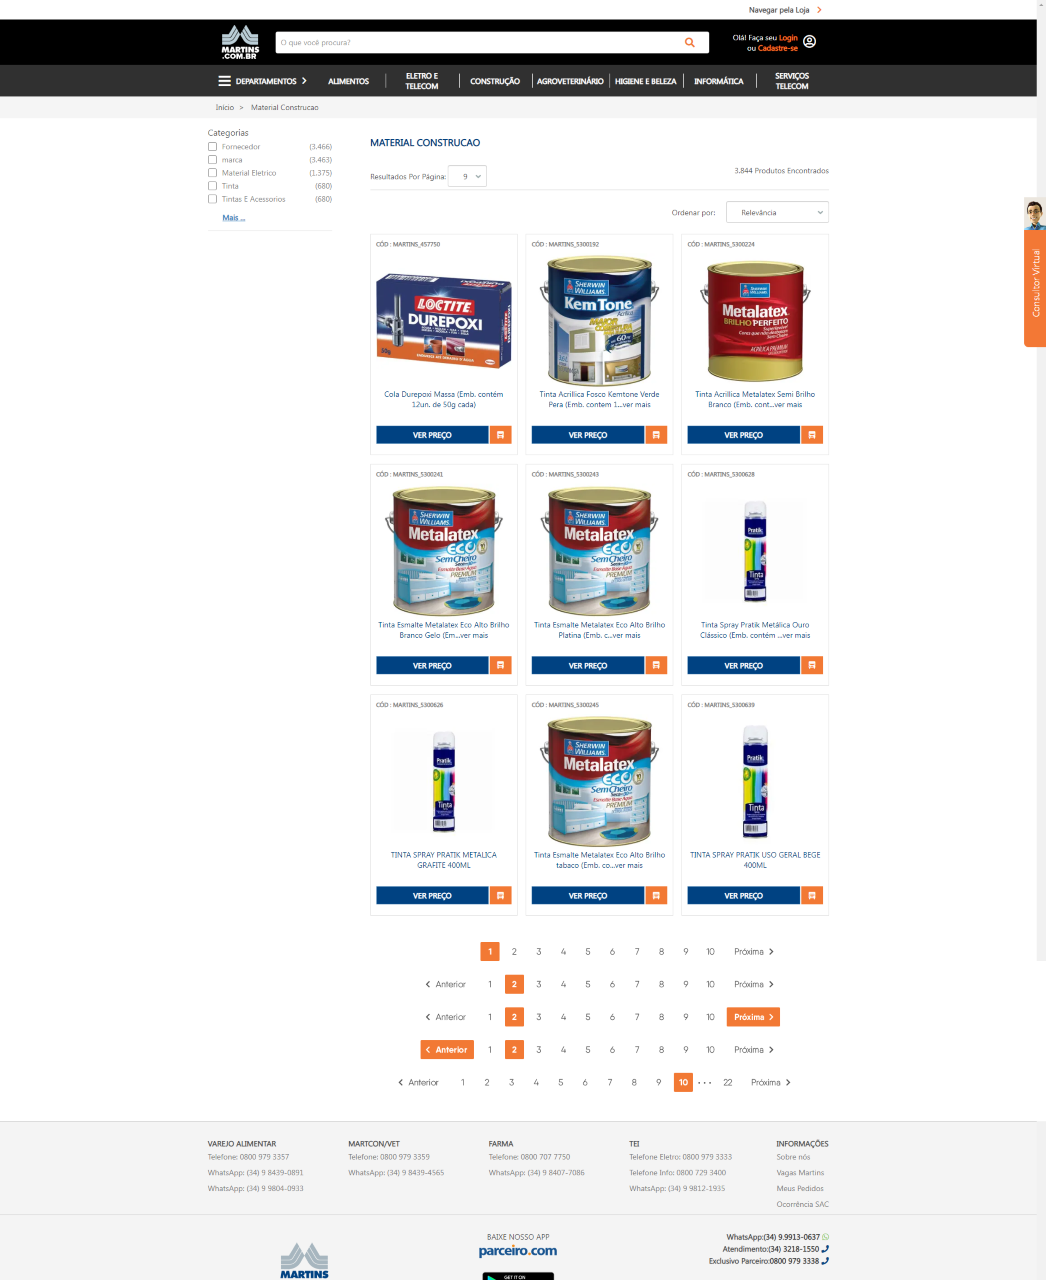 Navegar pela Loja
MARTINS
.COM.BR
O que você procura?
Olá! Faça seu Login
ou Cadastre-se
DEPARTAMENTOS
ALIMENTOS
ELETRO E
TELECOM
CONSTRUÇÃO
AGROVETERINÁRIO
HIGIENE E BELEZA
INFORMÁTICA
SERVIÇOS
TELECOM
Início > Material Construcao
Categorias
Fornecedor (3.466)
marca (3.463)
Material Eletrico (1.375)
Tinta (680)
Tintas E Acessorios (680)
Mais ...
MATERIAL CONSTRUCAO
Resultados Por Página: 9
3.844 Produtos Encontrados
Ordenar por: Relevância
Consultor Virtual
CÓD : MARTINS_457750
LOCTITE
DUREPOXI
Cola Durepoxi Massa (Emb. contém
12un. de 50g cada)
VER PREÇO
CÓD : MARTINS_5300192
SHERWIN
WILLIAMS
Kem Tone
Tinta Acrillica Fosco Kemtone Verde
Pera (Emb. contem 1...ver mais
VER PREÇO
CÓD : MARTINS_5300224
Metalatex
BRILHO PERFEITO
Tinta Acrillica Metalatex Semi Brilho
Branco (Emb. cont...ver mais
VER PREÇO
CÓD : MARTINS_5300241
SHERWIN
WILLIAMS
Metalatex
ECO
Sem Cheiro
PREMIUM
Tinta Esmalte Metalatex Eco Alto Brilho
Branco Gelo (Em...ver mais
VER PREÇO
CÓD : MARTINS_5300243
SHERWIN
WILLIAMS
Metalatex
ECO
Sem Cheiro
PREMIUM
Tinta Esmalte Metalatex Eco Alto Brilho
Platina (Emb. c...ver mais
VER PREÇO
CÓD : MARTINS_5300628
Pratik
Tinta
Tinta Spray Pratik Metálica Ouro
Clássico (Emb. contém ...ver mais
VER PREÇO
CÓD : MARTINS_5300626
Pratik
Tinta
TINTA SPRAY PRATIK METALICA
GRAFITE 400ML
VER PREÇO
CÓD : MARTINS_5300245
SHERWIN
WILLIAMS
Metalatex
ECO
Sem Cheiro
PREMIUM
Tinta Esmalte Metalatex Eco Alto Brilho
tabaco (Emb. co...ver mais
VER PREÇO
CÓD : MARTINS_5300639
Pratik
Tinta
TINTA SPRAY PRATIK USO GERAL BEGE
400ML
VER PREÇO
1 2 3 4 5 6 7 8 9 10 Próxima
Anterior 1 2 3 4 5 6 7 8 9 10 Próxima
Anterior 1 2 3 4 5 6 7 8 9 10 Próxima
Anterior 1 2 3 4 5 6 7 8 9 10 Próxima
Anterior 1 2 3 4 5 6 7 8 9 10 ... 22 Próxima
VAREJO ALIMENTAR
Telefone: 0800 979 3357
WhatsApp: (34) 9 8439-0891
WhatsApp: (34) 9 9804-0933
MARTCON/VET
Telefone: 0800 979 3359
WhatsApp: (34) 9 8439-4565
FARMA
Telefone: 0800 707 7750
WhatsApp: (34) 9 8407-7086
TEI
Telefone Eletro: 0800 979 3333
Telefone Info: 0800 729 3400
WhatsApp: (34) 9 9812-1935
INFORMAÇÕES
Sobre nós
Vagas Martins
Meus Pedidos
Ocorrência SAC
MARTINS
BAIXE NOSSO APP
parceiro.com
GET IT ON
WhatsApp:(34) 9.9913-0637
Atendimento:(34) 3218-1550
Exclusivo Parceiro:0800 979 3338